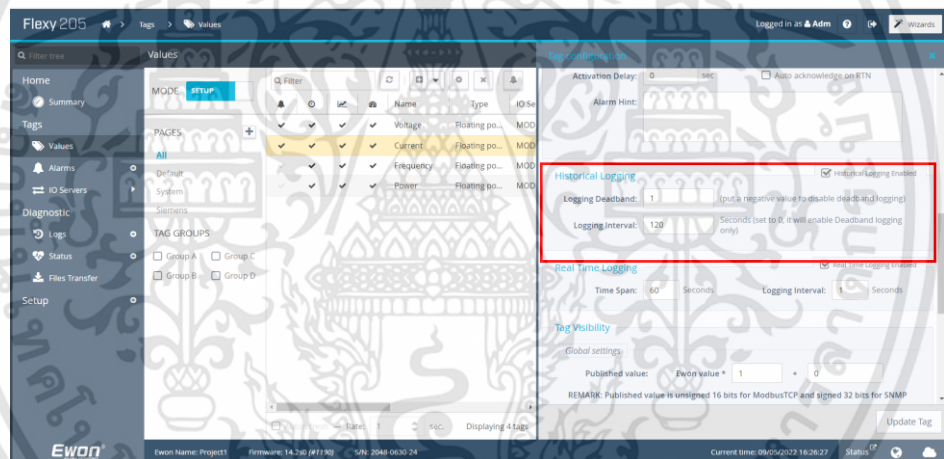 Flexy 205
Tags > Values
Logged in as Adm
Wizards
Filter tree
Home
Summary
Tags
Values
Alarms
IO Servers
Diagnostic
Logs
Status
Files Transfer
Setup
Ewon
Values
MODE SETUP
PAGES
All
Default
System
Siemens
TAG GROUPS
Group A Group C
Group B Group D
Filter
Name Type IO Se
Voltage Floating po... MOD
Current Floating po... MOD
Frequency Floating po... MOD
Power Floating po... MOD
Rate: 1 sec. Displaying 4 tags
Tag configuration
Activation Delay: 0 sec Auto acknowledge on RTN
Alarm Hint:
Historical Logging
Historical Logging Enabled
Logging Deadband: 1 (put a negative value to disable deadband logging)
Logging Interval: 120 Seconds (set to 0, it will enable Deadband logging only)
Real Time Logging
Real Time Logging Enabled
Time Span: 60 Seconds Logging Interval: 1 Seconds
Tag Visibility
Global settings
Published value: Ewon value * 1 + 0
REMARK: Published value is unsigned 16 bits for ModbusTCP and signed 32 bits for SNMP
Update Tag
Ewon Name: Project1 Firmware: 14.2s0 (#1190) S/N: 2048-0630-24
Current time: 09/05/2022 16:26:27 Status